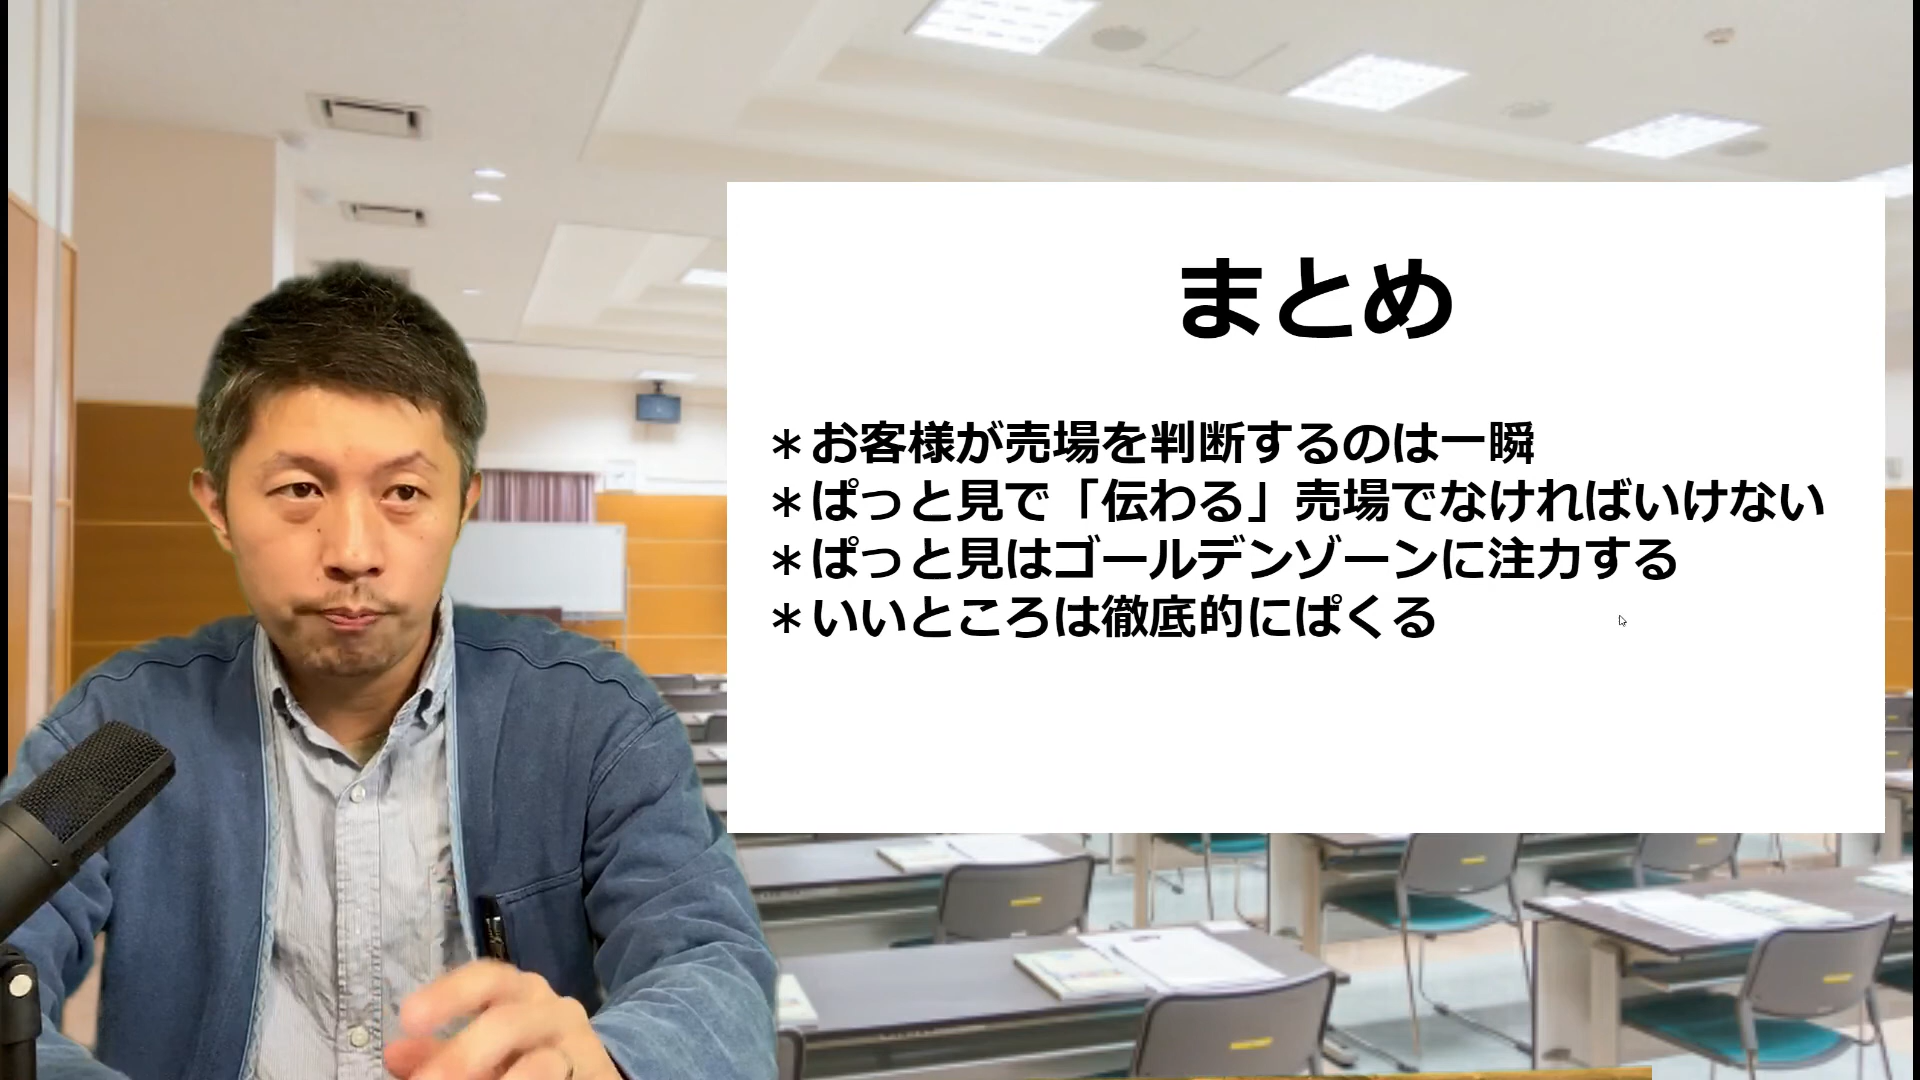 まとめ
＊お客様が売場を判断するのは一瞬
＊ぱっと見で「伝わる」売場でなければいけない
＊ぱっと見はゴールデンゾーンに注力する
＊いいところは徹底的にぱくる